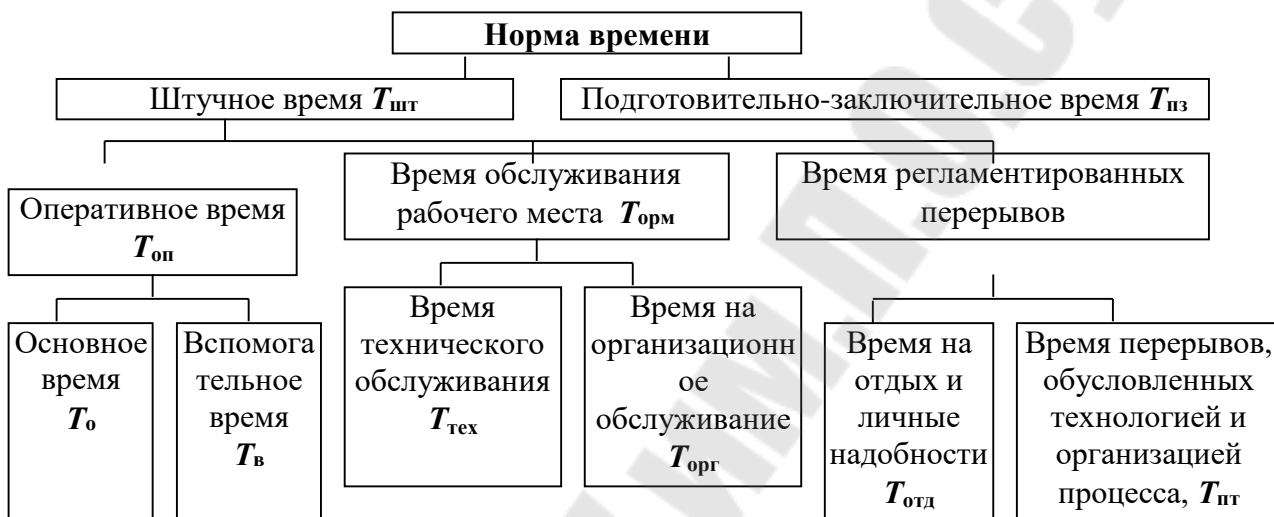 Норма времени
Штучное время Tшт
Подготовительно-заключительное время Tпз
Оперативное время
Tоп
Время обслуживания
рабочего места Tорм
Время регламентированных
перерывов
Основное
время
Tо
Вспомога
тельное
время
Tв
Время
технического
обслуживания
Tтех
Время на
организационн
ое
обслуживание
Tорг
Время на
отдых и
личные
надобности
Tотд
Время перерывов,
обусловленных
технологией и
организацией
процесса, Tпт